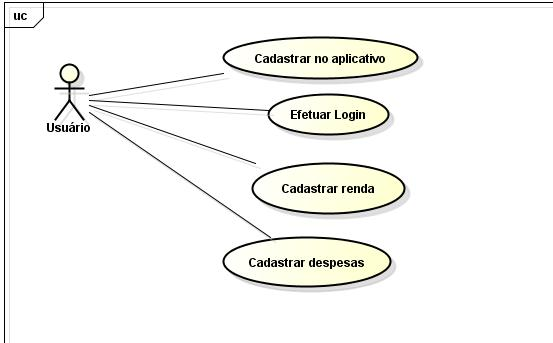 uc
Cadastrar no aplicativo
Efetuar Login
Usuário
Cadastrar renda
Cadastrar despesas